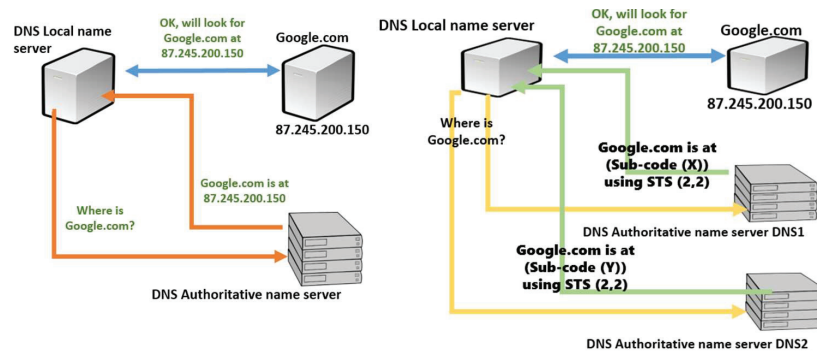 DNS Local name
server
OK, will look for
Google.com at
87.245.200.150
Google.com
87.245.200.150
Google.com is at
87.245.200.150
Where is
Google.com?
DNS Authoritative name server
DNS Local name server
OK, will look for
Google.com at
87.245.200.150
Google.com
87.245.200.150
Where is
Google.com?
Google.com is at
(Sub-code (X))
using STS (2,2)
DNS Authoritative name server DNS1
Google.com is at
(Sub-code (Y))
using STS (2,2)
DNS Authoritative name server DNS2